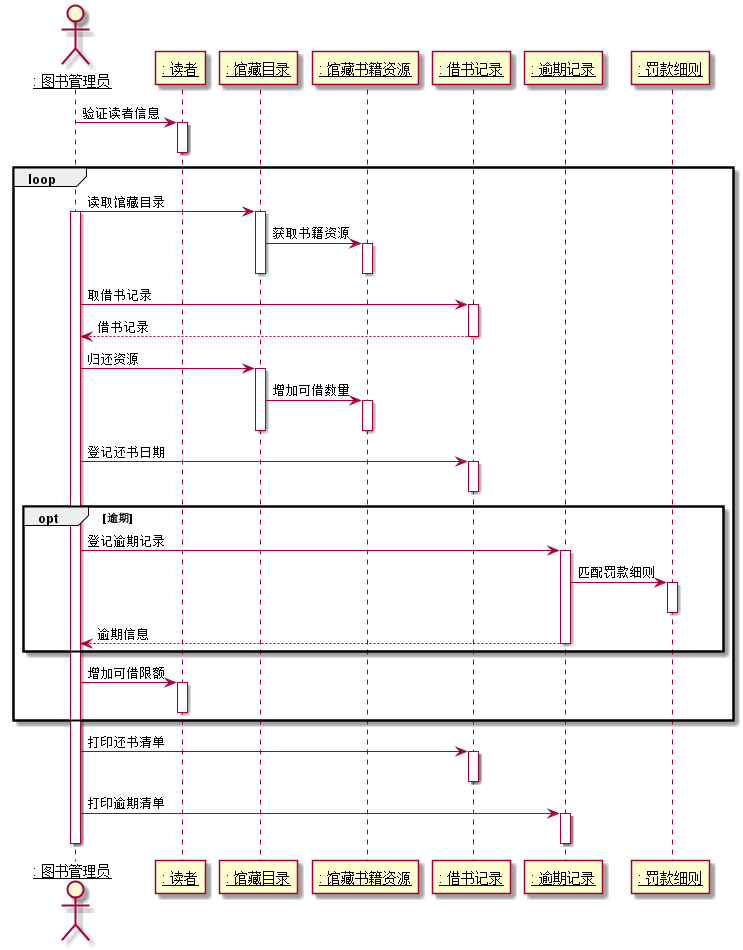 : 图书管理员
: 读者
: 馆藏目录
: 馆藏书籍资源
: 借书记录
: 逾期记录
: 罚款细则
验证读者信息
loop
读取馆藏目录
获取书籍资源
取借书记录
借书记录
归还资源
增加可借数量
登记还书日期
opt
[逾期]
登记逾期记录
匹配罚款细则
逾期信息
增加可借限额
打印还书清单
打印逾期清单
: 图书管理员
: 读者
: 馆藏目录
: 馆藏书籍资源
: 借书记录
: 逾期记录
: 罚款细则